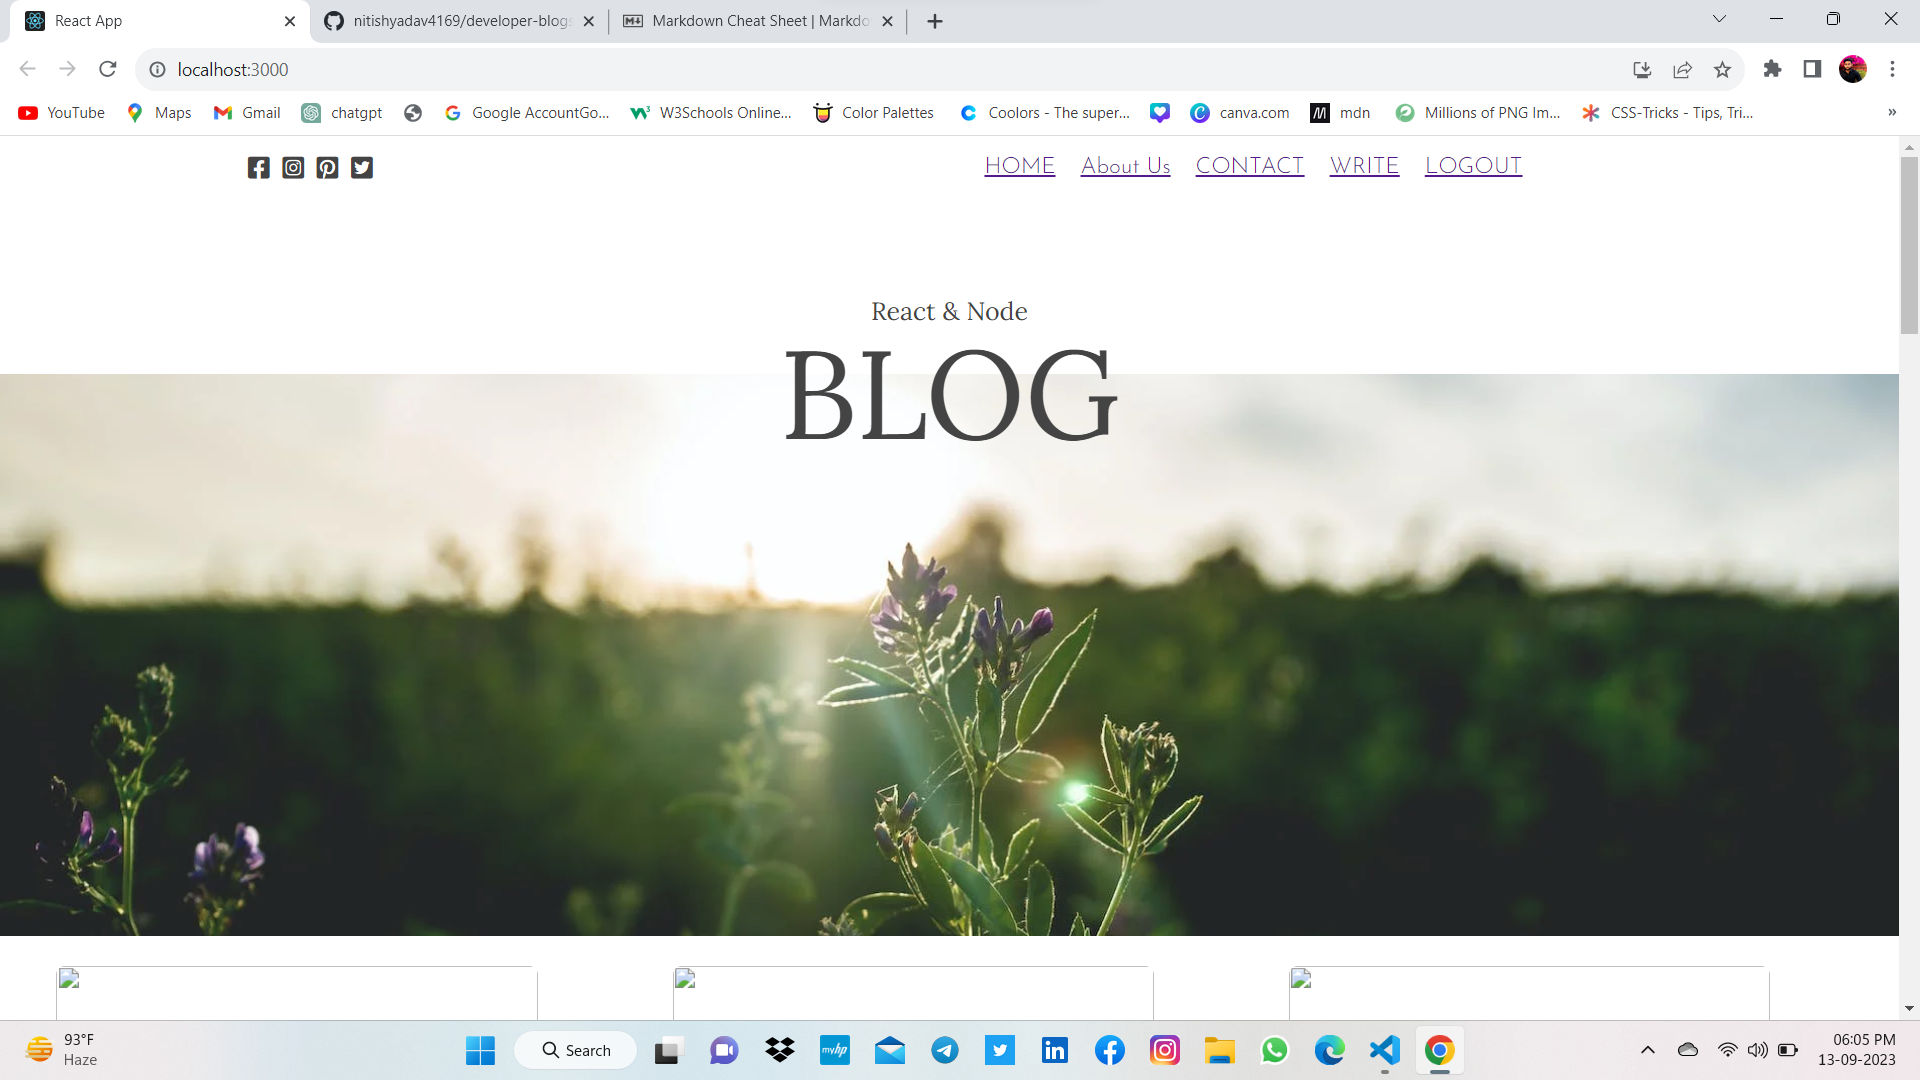 React App
nitishyadav4169/developer-blogs
Markdown Cheat Sheet | Markdo
localhost:3000
YouTube
Maps
Gmail
chatgpt
Google AccountGo...
W3Schools Online...
Color Palettes
Coolors - The super...
canva.com
mdn
Millions of PNG Im...
CSS-Tricks - Tips, Tri...
HOME
About Us
CONTACT
WRITE
LOGOUT
React & Node
BLOG
93°F
Haze
Search
myhp
06:05 PM
13-09-2023